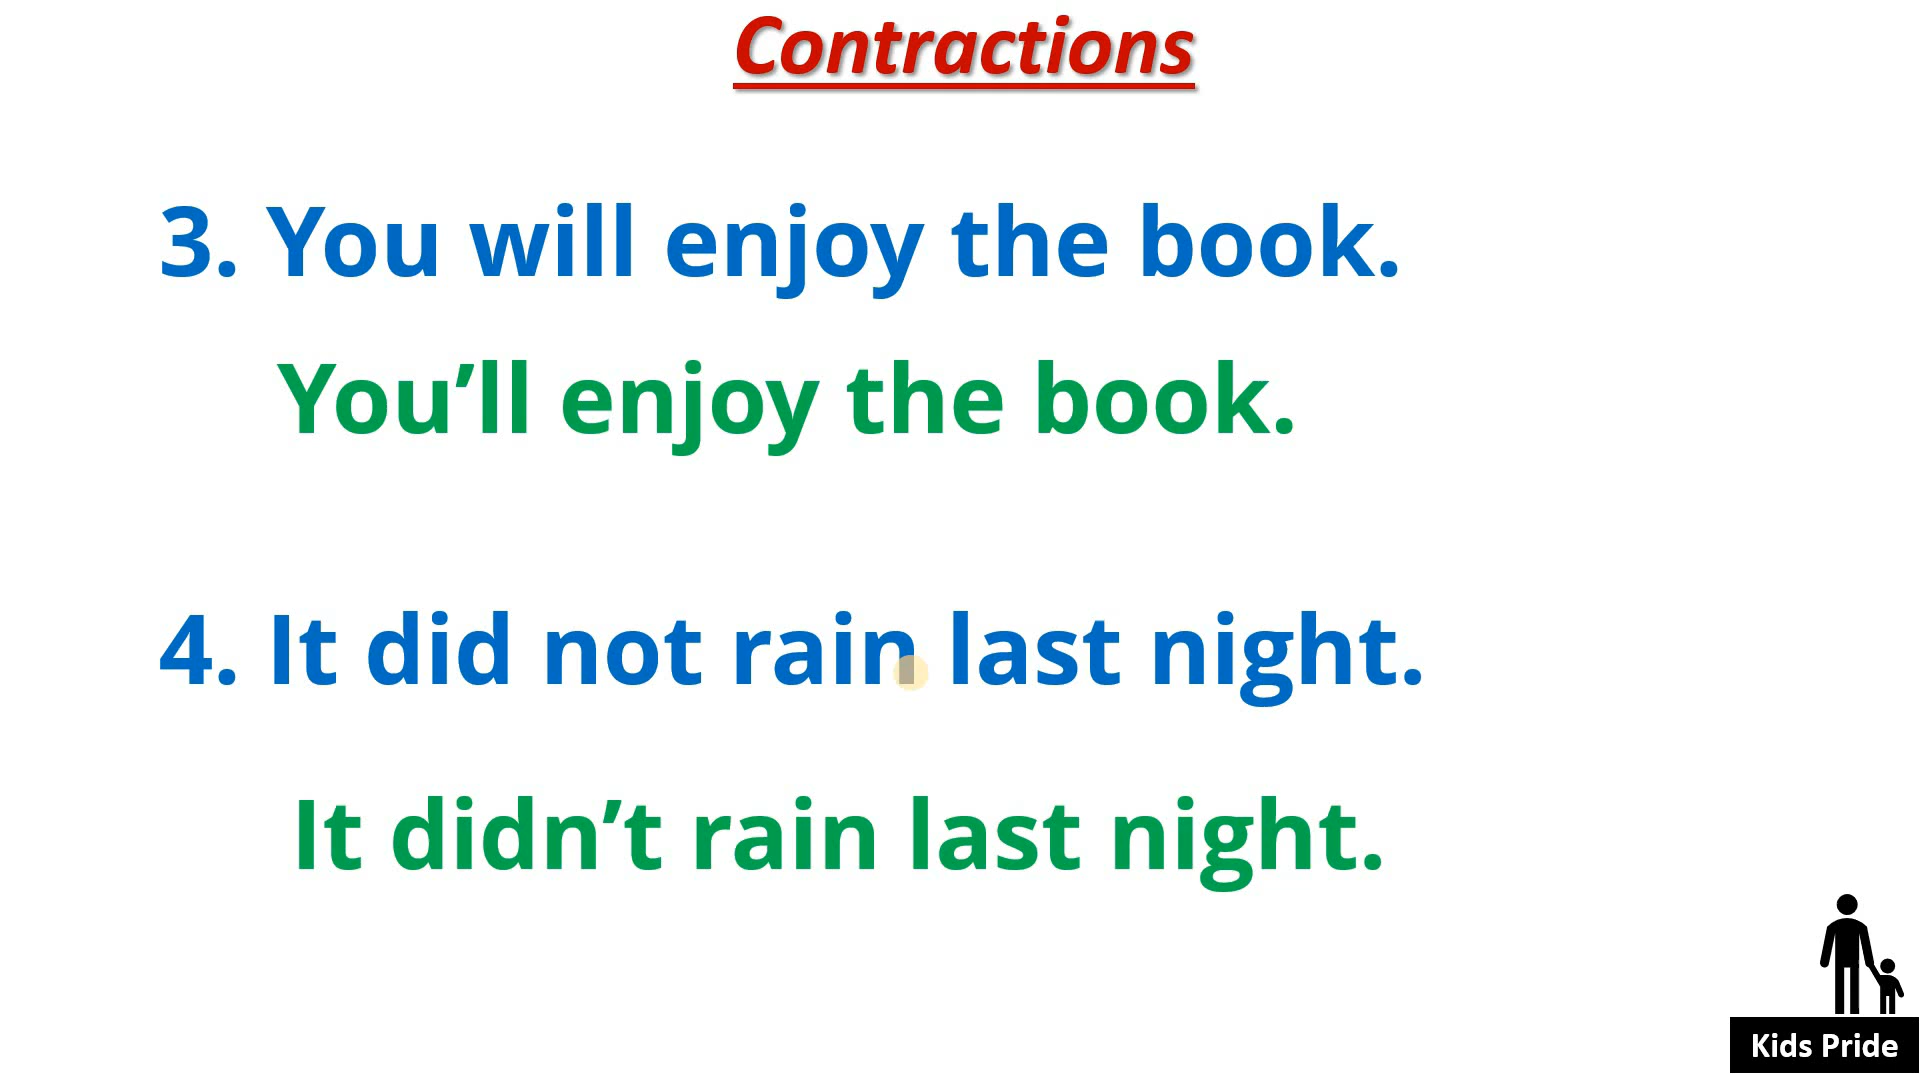 Contractions
3. You will enjoy the book.
You’ll enjoy the book.
4. It did not rain last night.
It didn’t rain last night.
Kids Pride